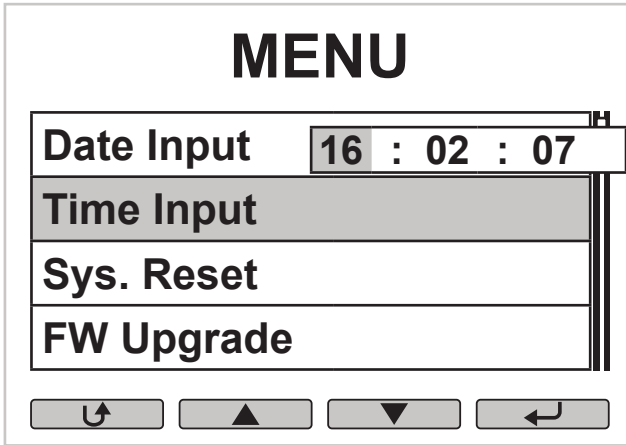 MENU
Date Input 16 : 02 : 07
Time Input
Sys. Reset
FW Upgrade